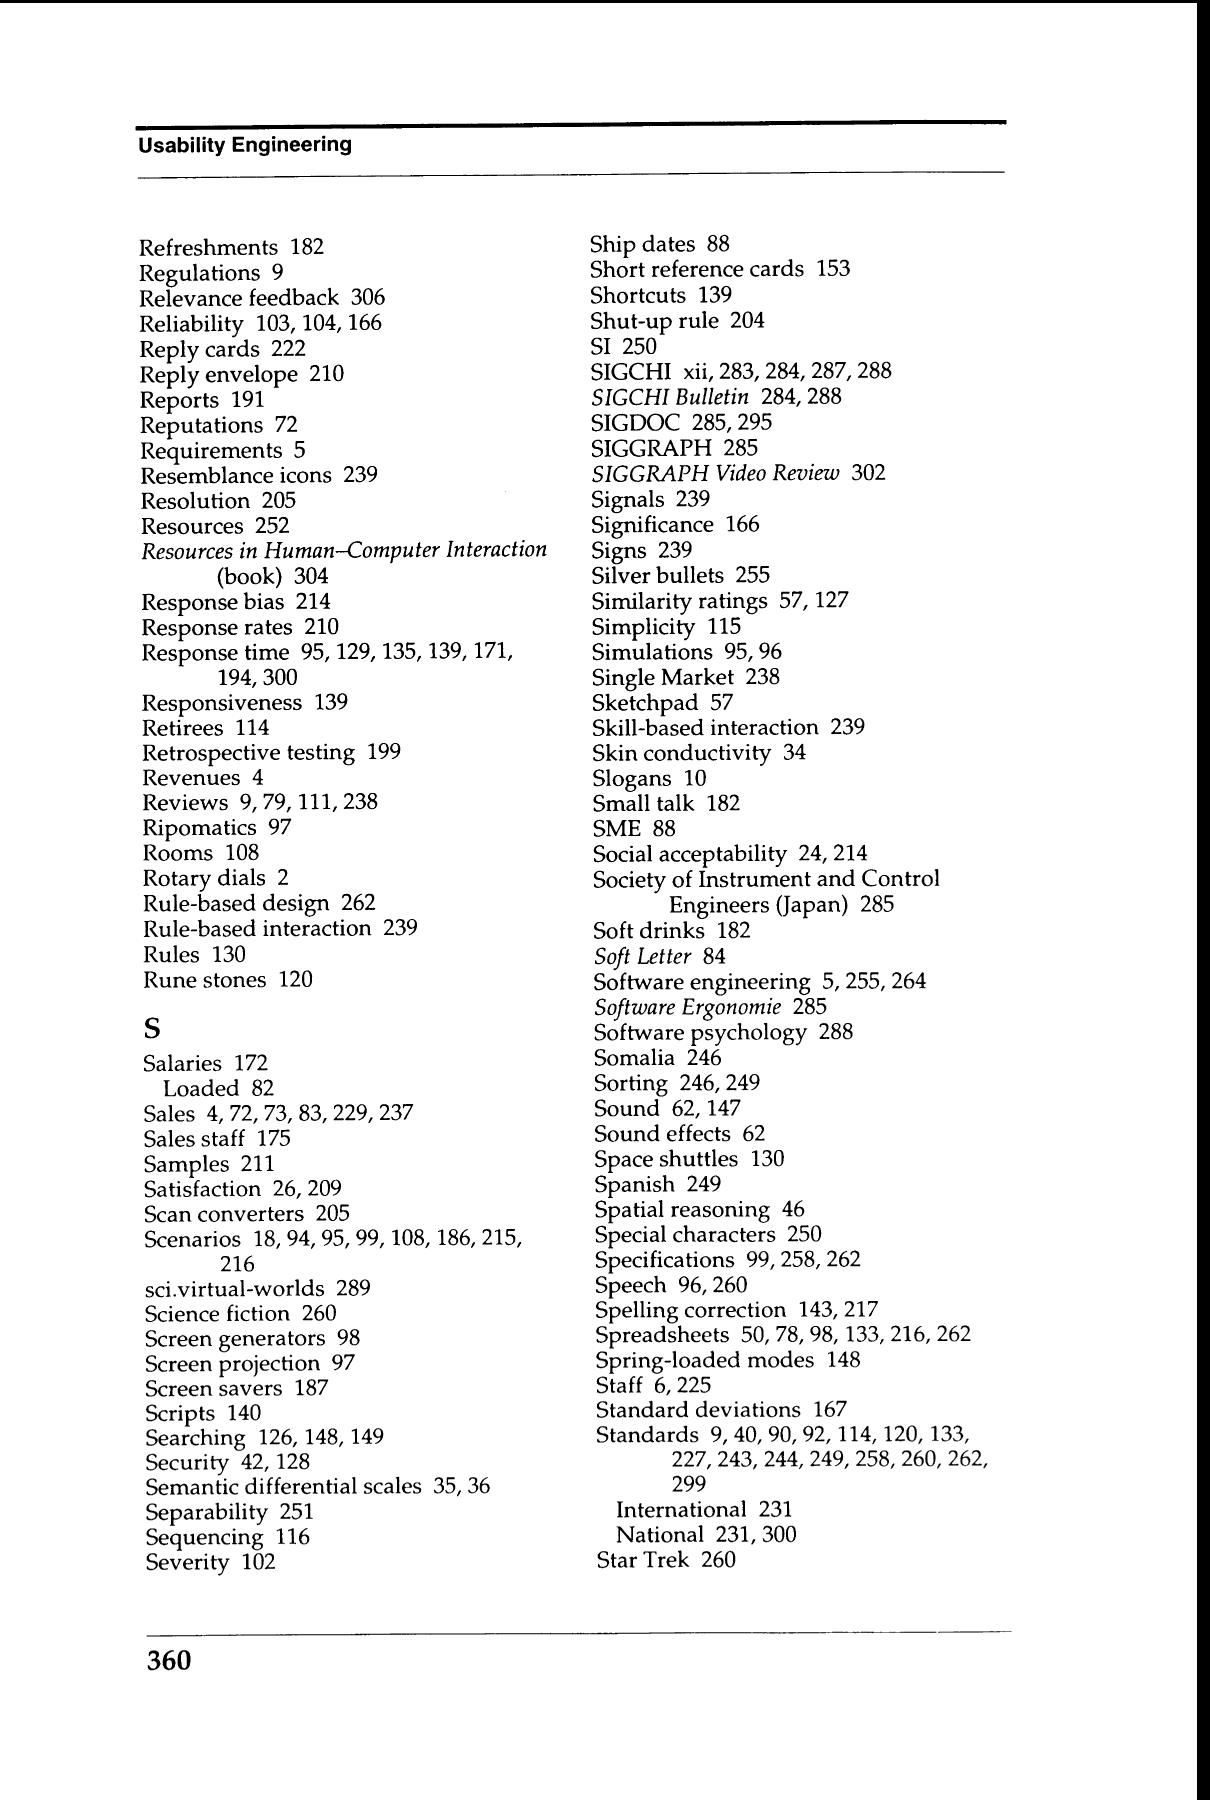 Usability Engineering
Refreshments 182
Regulations 9
Relevance feedback 306
Reliability 103, 104, 166
Reply cards 222
Reply envelope 210
Reports 191
Reputations 72
Requirements 5
Resemblance icons 239
Resolution 205
Resources 252
Resources in Human–Computer Interaction
(book) 304
Response bias 214
Response rates 210
Response time 95, 129, 135, 139, 171,
194, 300
Responsiveness 139
Retirees 114
Retrospective testing 199
Revenues 4
Reviews 9, 79, 111, 238
Ripomatics 97
Rooms 108
Rotary dials 2
Rule-based design 262
Rule-based interaction 239
Rules 130
Rune stones 120
S
Salaries 172
Loaded 82
Sales 4, 72, 73, 83, 229, 237
Sales staff 175
Samples 211
Satisfaction 26, 209
Scan converters 205
Scenarios 18, 94, 95, 99, 108, 186, 215,
216
sci.virtual-worlds 289
Science fiction 260
Screen generators 98
Screen projection 97
Screen savers 187
Scripts 140
Searching 126, 148, 149
Security 42, 128
Semantic differential scales 35, 36
Separability 251
Sequencing 116
Severity 102
Ship dates 88
Short reference cards 153
Shortcuts 139
Shut-up rule 204
SI 250
SIGCHI xii, 283, 284, 287, 288
SIGCHI Bulletin 284, 288
SIGDOC 285, 295
SIGGRAPH 285
SIGGRAPH Video Review 302
Signals 239
Significance 166
Signs 239
Silver bullets 255
Similarity ratings 57, 127
Simplicity 115
Simulations 95, 96
Single Market 238
Sketchpad 57
Skill-based interaction 239
Skin conductivity 34
Slogans 10
Small talk 182
SME 88
Social acceptability 24, 214
Society of Instrument and Control
Engineers (Japan) 285
Soft drinks 182
Soft Letter 84
Software engineering 5, 255, 264
Software Ergonomie 285
Software psychology 288
Somalia 246
Sorting 246, 249
Sound 62, 147
Sound effects 62
Space shuttles 130
Spanish 249
Spatial reasoning 46
Special characters 250
Specifications 99, 258, 262
Speech 96, 260
Spelling correction 143, 217
Spreadsheets 50, 78, 98, 133, 216, 262
Spring-loaded modes 148
Staff 6, 225
Standard deviations 167
Standards 9, 40, 90, 92, 114, 120, 133,
227, 243, 244, 249, 258, 260, 262,
299
International 231
National 231, 300
Star Trek 260
360